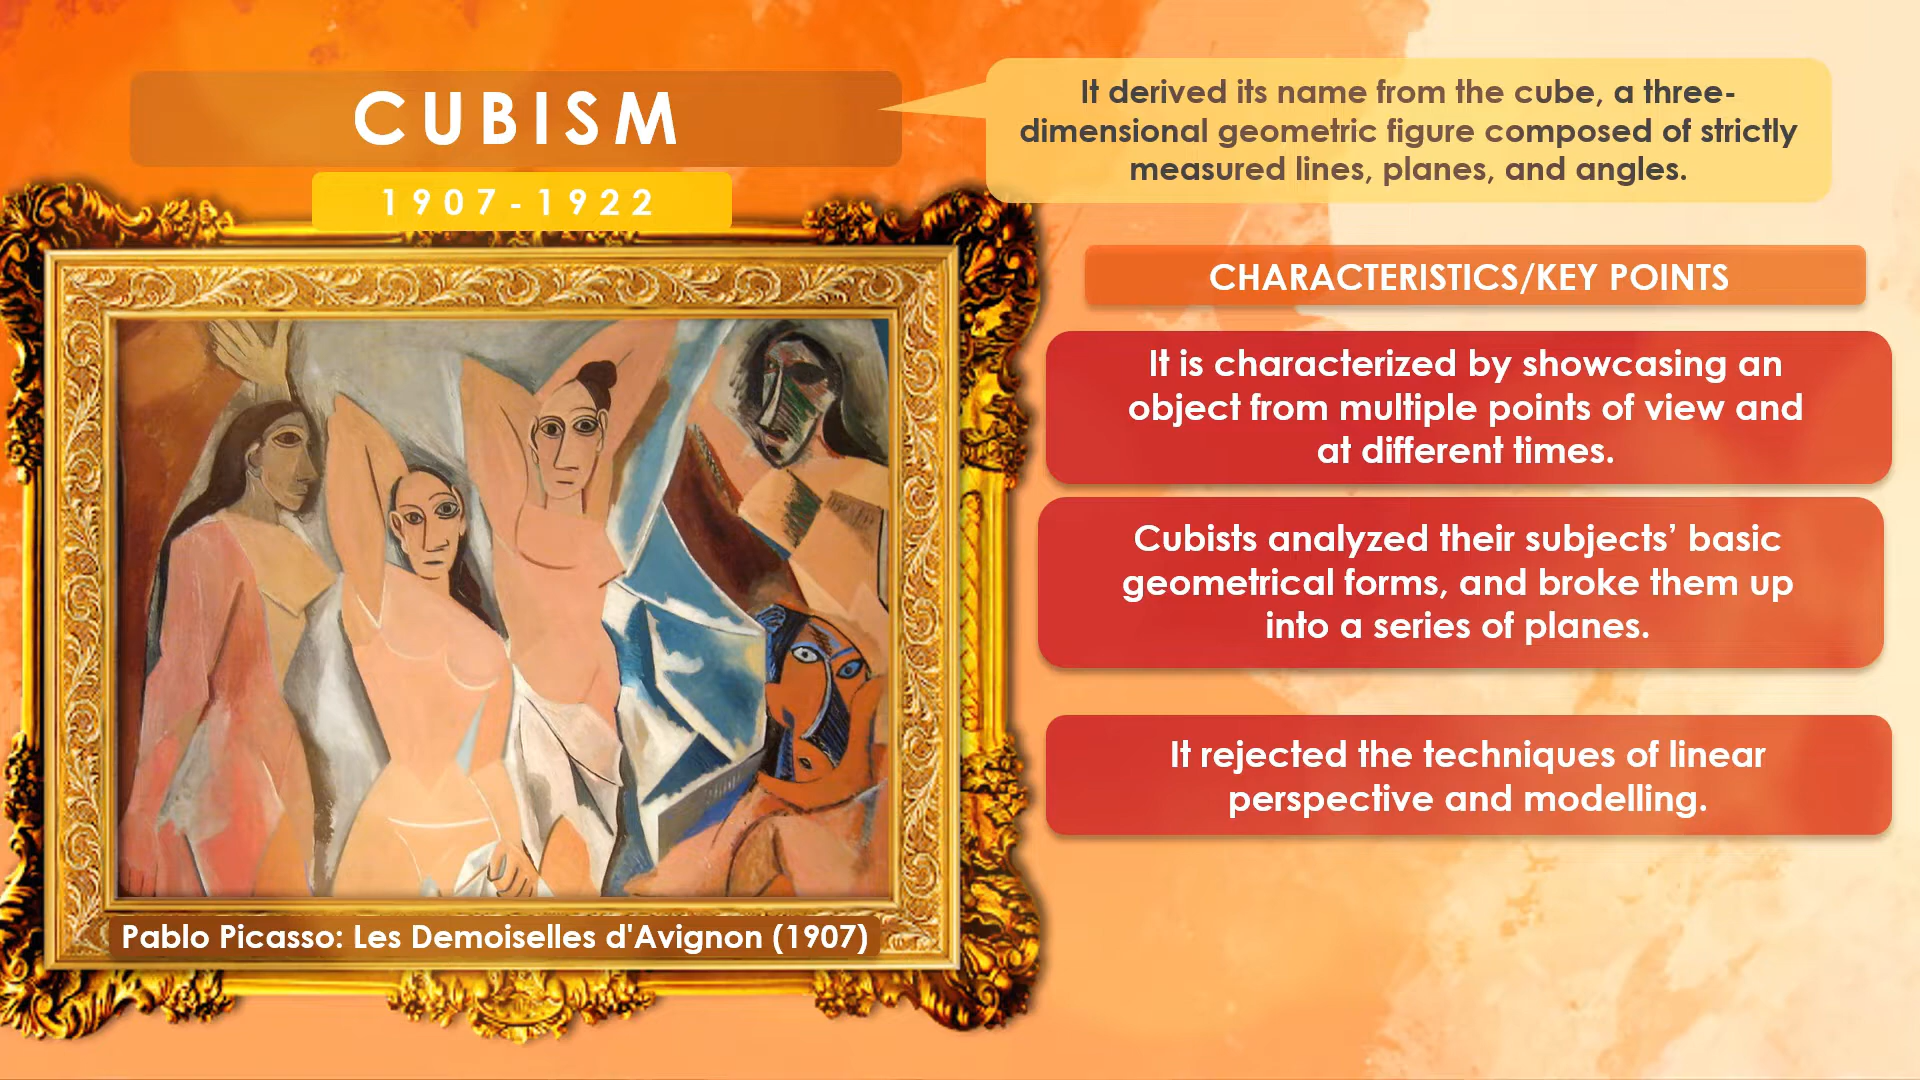 CUBISM
1907-1922
It derived its name from the cube, a three-
dimensional geometric figure composed of strictly
measured lines, planes, and angles.
CHARACTERISTICS/KEY POINTS
It is characterized by showcasing an
object from multiple points of view and
at different times.
Cubists analyzed their subjects’ basic
geometrical forms, and broke them up
into a series of planes.
It rejected the techniques of linear
perspective and modelling.
Pablo Picasso: Les Demoiselles d'Avignon (1907)